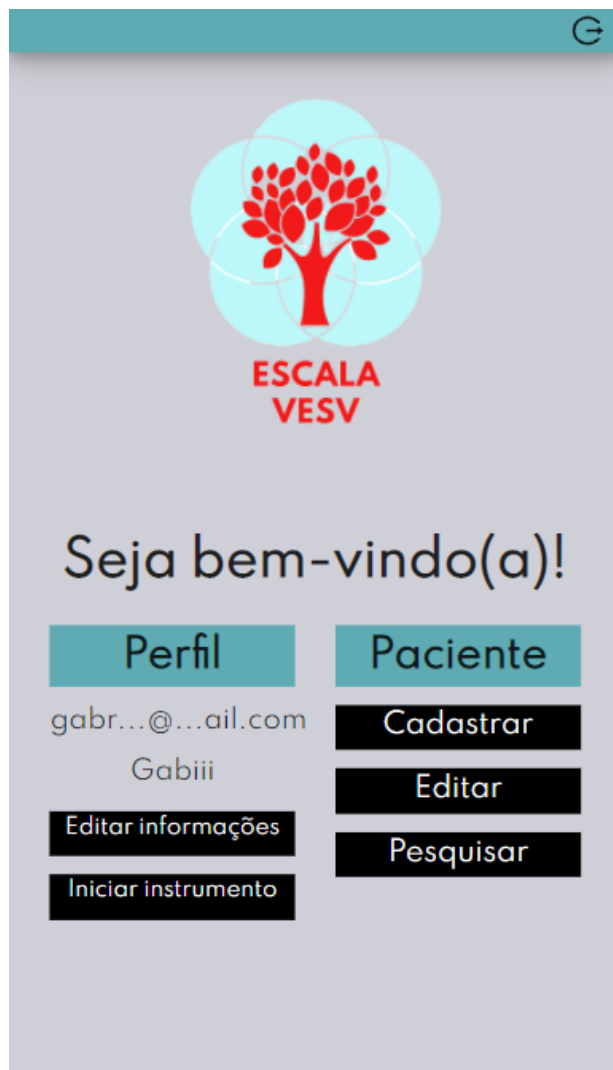 ESCALA
VESV
Seja bem-vindo(a)!
Perfil
gabr...@...ail.com
Gabiii
Editar informações
Iniciar instrumento
Paciente
Cadastrar
Editar
Pesquisar